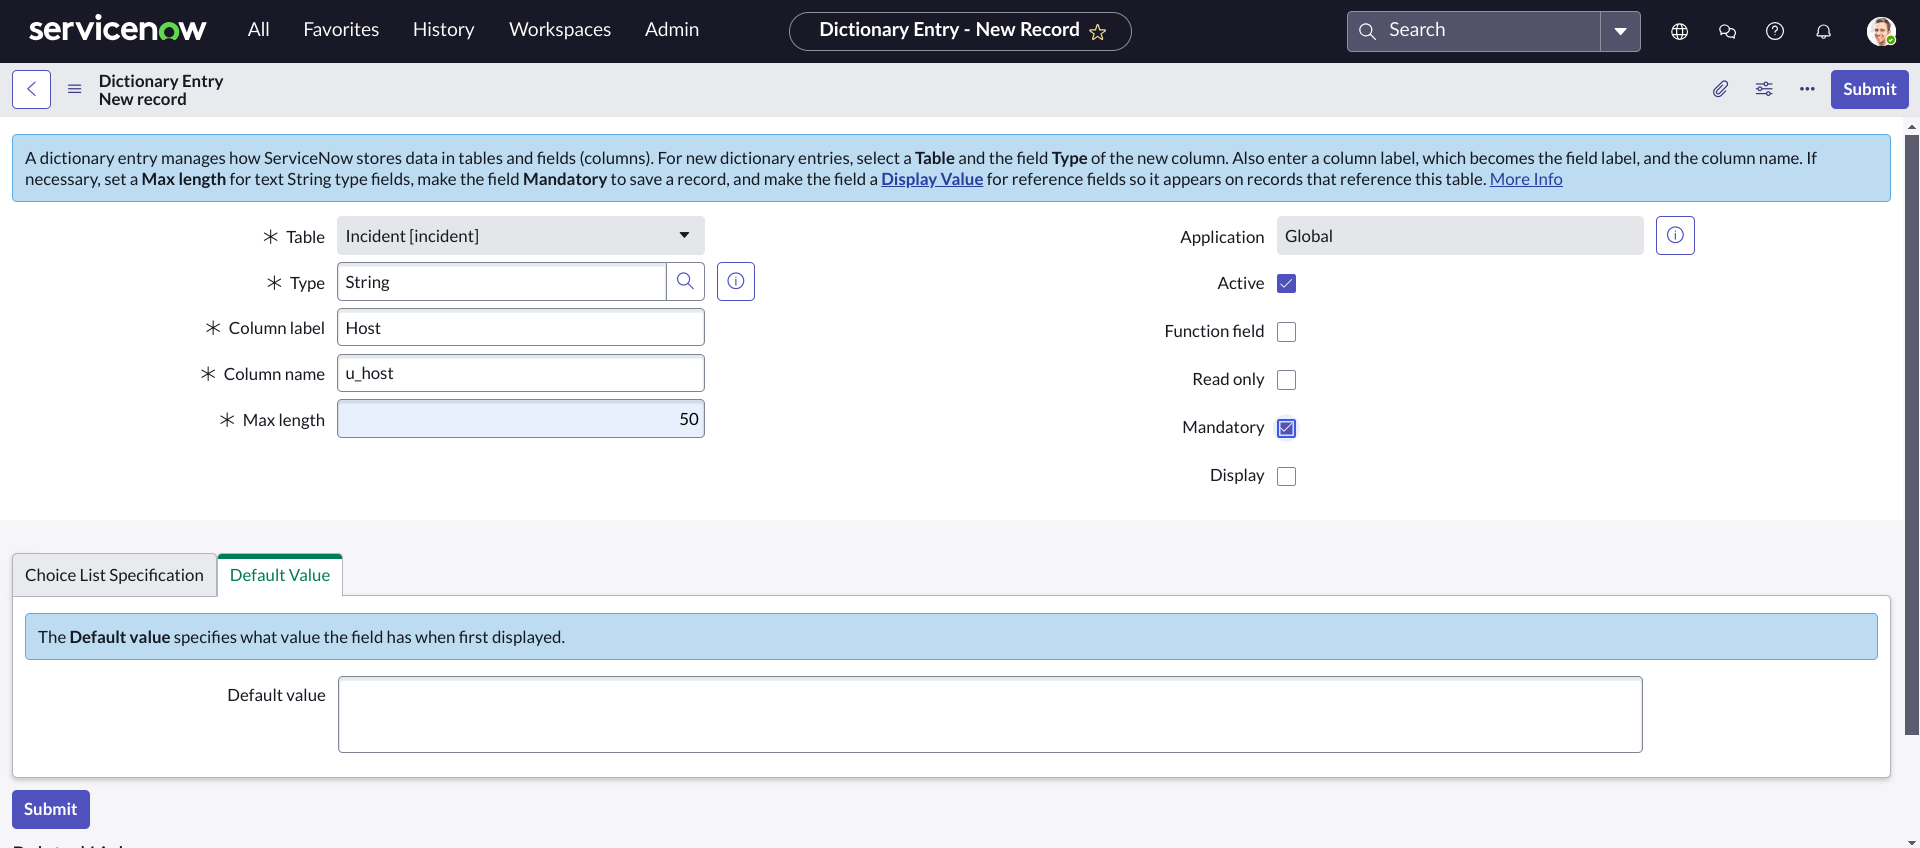 servicenow All Favorites History Workspaces Admin Dictionary Entry - New Record Search
Dictionary Entry
New record
Submit
A dictionary entry manages how ServiceNow stores data in tables and fields (columns). For new dictionary entries, select a Table and the field Type of the new column. Also enter a column label, which becomes the field label, and the column name. If
necessary, set a Max length for text String type fields, make the field Mandatory to save a record, and make the field a Display Value for reference fields so it appears on records that reference this table. More Info
Table Incident [incident]
Type String
Column label Host
Column name u_host
Max length 50
Application Global
Active
Function field
Read only
Mandatory
Display
Choice List Specification Default Value
The Default value specifies what value the field has when first displayed.
Default value
Submit